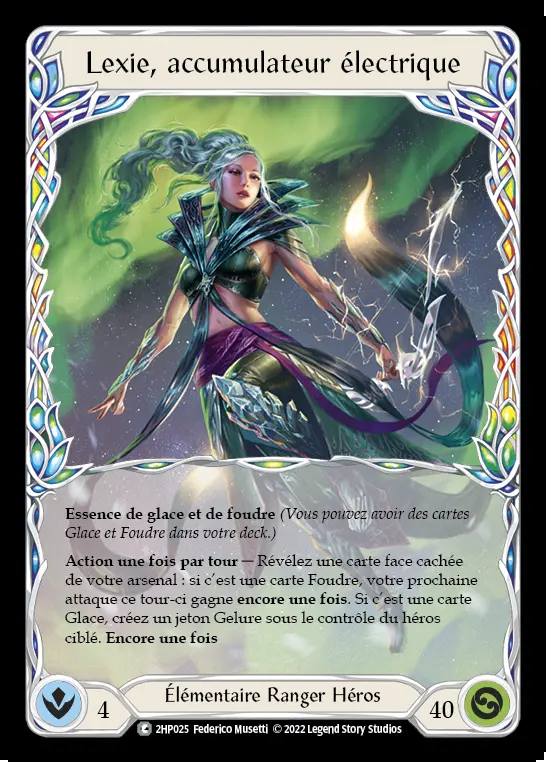 Lexie, accumulateur électrique
Essence de glace et de foudre (Vous pouvez avoir des cartes
Glace et Foudre dans votre deck.)
Action une fois par tour — Révélez une carte face cachée
de votre arsenal : si c'est une carte Foudre, votre prochaine
attaque ce tour-ci gagne encore une fois. Si c'est une carte
Glace, créez un jeton Gelure sous le contrôle du héros
ciblé. Encore une fois
4
Élémentaire Ranger Héros
40
C 2HP025 Federico Musetti © 2022 Legend Story Studios